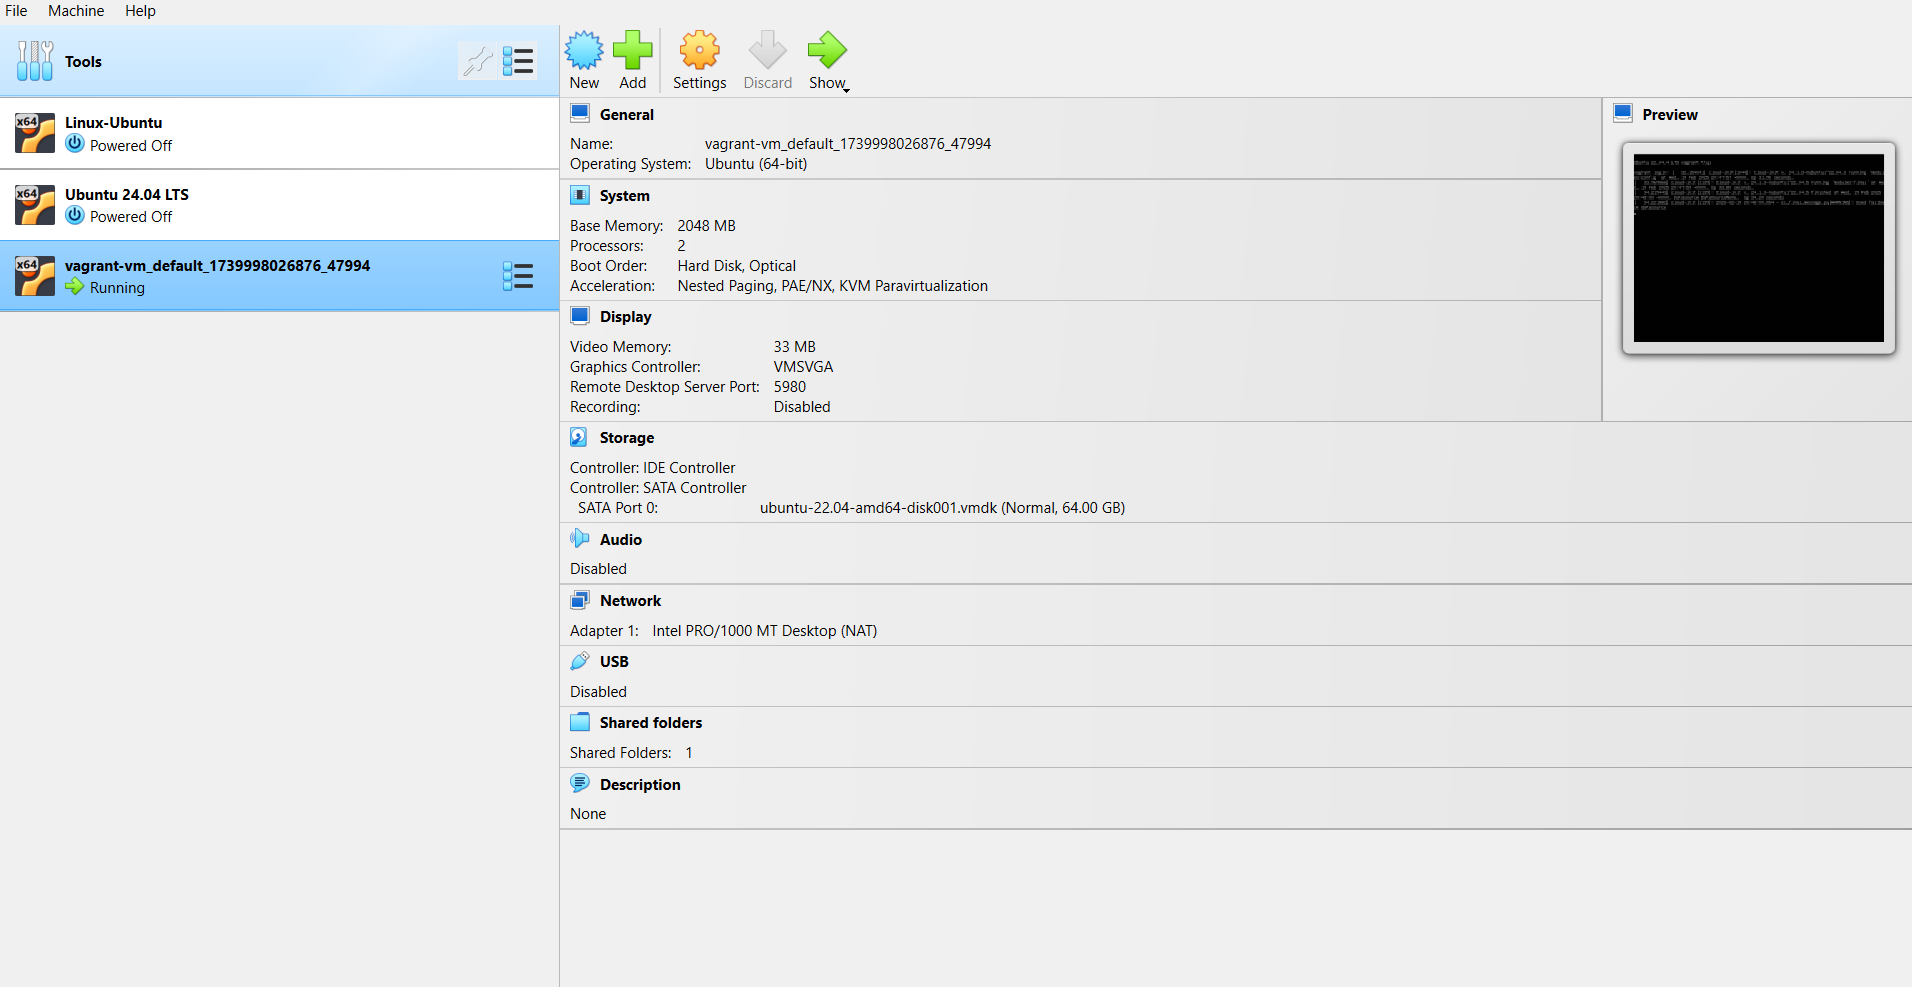 File Machine Help
Tools
x64
Linux-Ubuntu
Powered Off
x64
Ubuntu 24.04 LTS
Powered Off
x64
vagrant-vm_default_1739998026876_47994
Running
New Add Settings Discard Show
General
Name: vagrant-vm_default_1739998026876_47994
Operating System: Ubuntu (64-bit)
System
Base Memory: 2048 MB
Processors: 2
Boot Order: Hard Disk, Optical
Acceleration: Nested Paging, PAE/NX, KVM Paravirtualization
Display
Video Memory: 33 MB
Graphics Controller: VMSVGA
Remote Desktop Server Port: 5980
Recording: Disabled
Preview
Storage
Controller: IDE Controller
Controller: SATA Controller
SATA Port 0: ubuntu-22.04-amd64-disk001.vmdk (Normal, 64.00 GB)
Audio
Disabled
Network
Adapter 1: Intel PRO/1000 MT Desktop (NAT)
USB
Disabled
Shared folders
Shared Folders: 1
Description
None